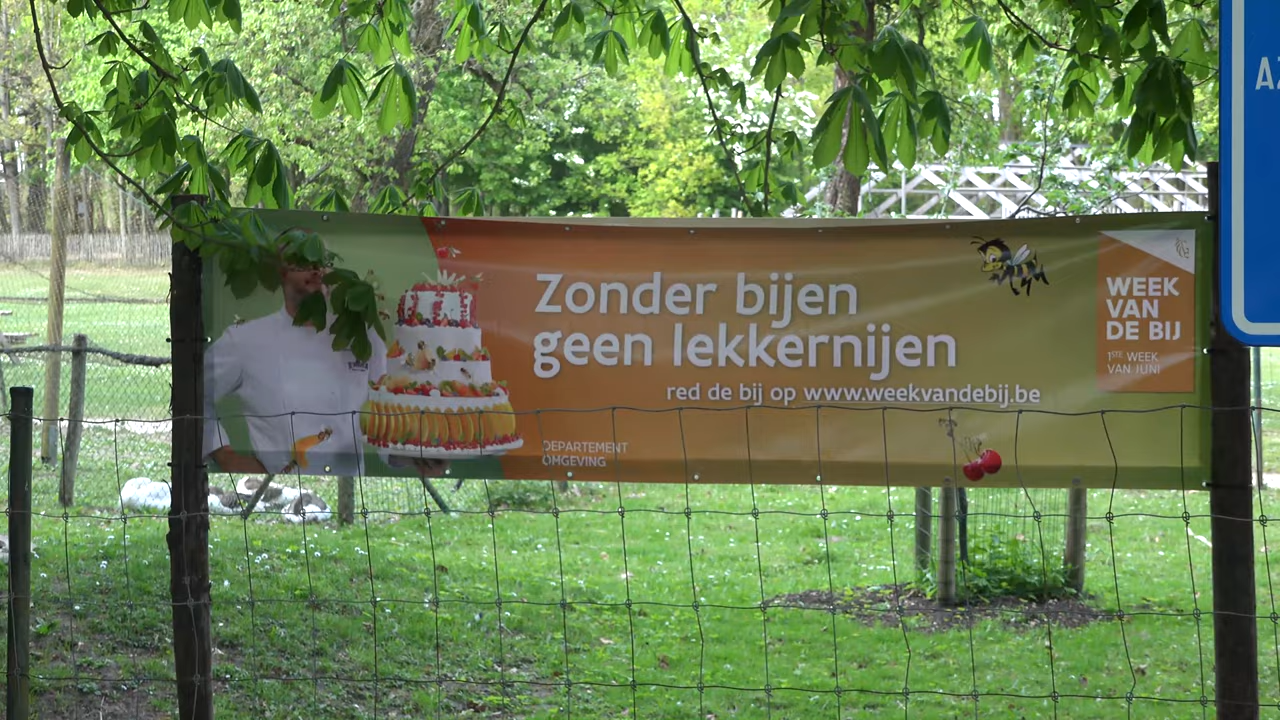 Zonder bijen
geen lekkernijen
red de bij op www.weekvandebij.be
DEPARTEMENT
OMGEVING
WEEK
VAN
DE BIJ
1STE WEEK
VAN JUNI